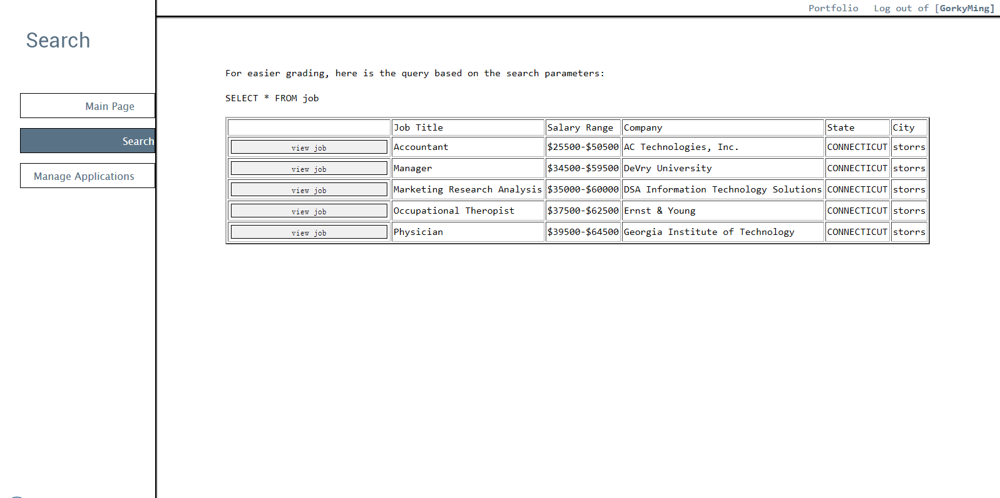 Portfolio Log out of [GorkyMing]
Search
Main Page
Search
Manage Applications
For easier grading, here is the query based on the search parameters:
SELECT * FROM job
Job Title Salary Range Company State City
view job Accountant $25500-$50500 AC Technologies, Inc. CONNECTICUT storrs
view job Manager $34500-$59500 DeVry University CONNECTICUT storrs
view job Marketing Research Analysis $35000-$60000 DSA Information Technology Solutions CONNECTICUT storrs
view job Occupational Theropist $37500-$62500 Ernst & Young CONNECTICUT storrs
view job Physician $39500-$64500 Georgia Institute of Technology CONNECTICUT storrs